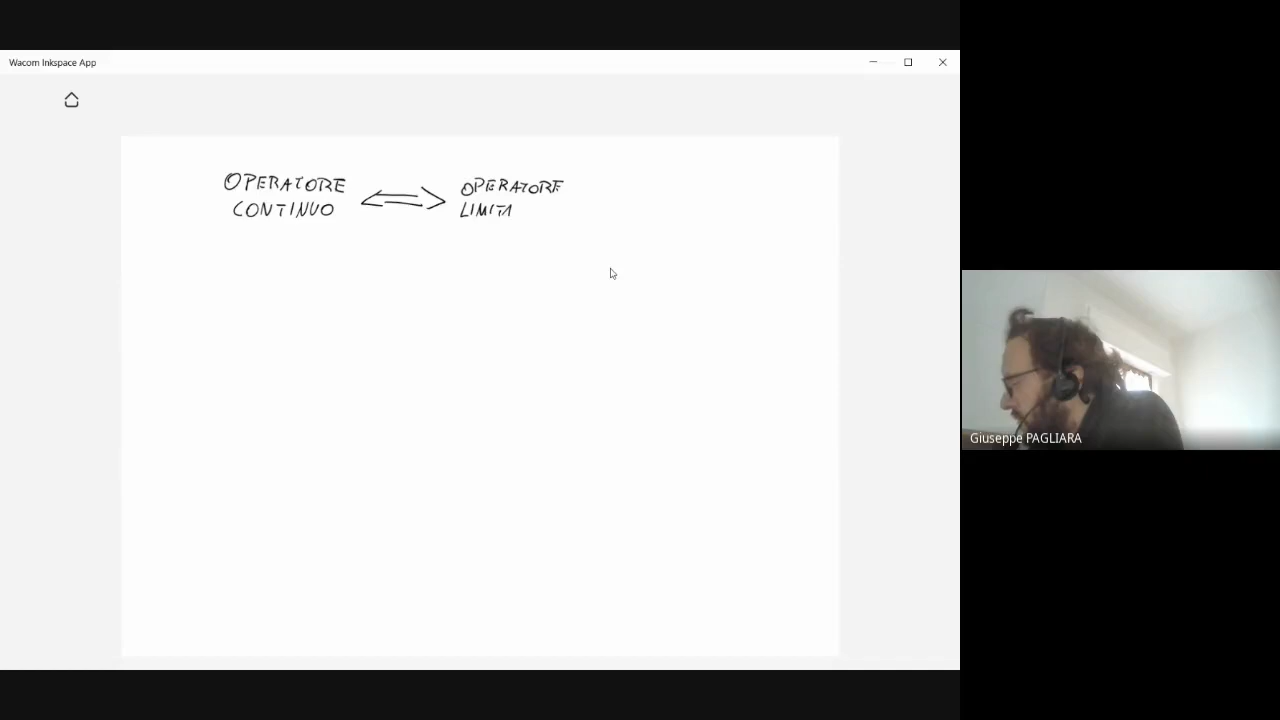 Wacom Inkspace App
OPERATORE
CONTINUO
OPERATORE
LIMITA
Giuseppe PAGLIARA